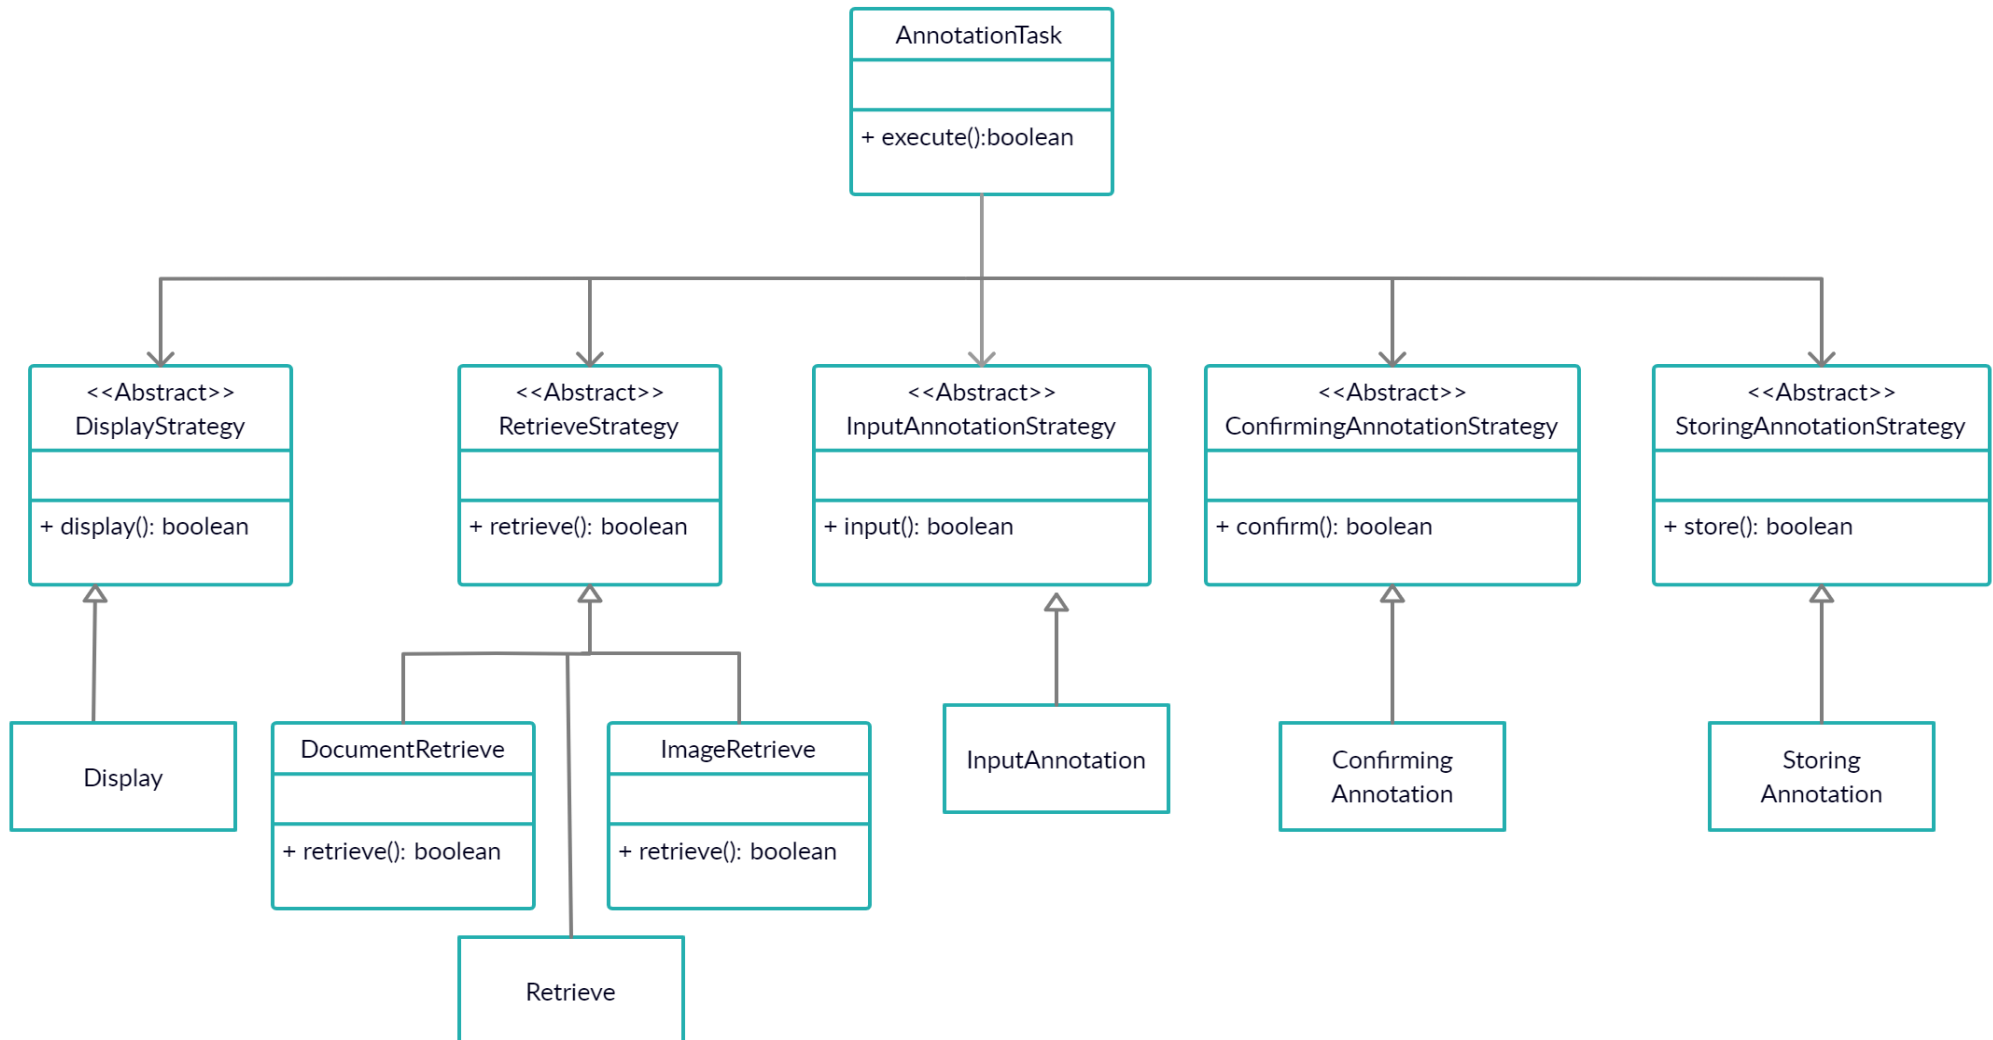 AnnotationTask
+ execute():boolean
<<Abstract>>
DisplayStrategy
+ display(): boolean
<<Abstract>>
RetrieveStrategy
+ retrieve(): boolean
<<Abstract>>
InputAnnotationStrategy
+ input(): boolean
<<Abstract>>
ConfirmingAnnotationStrategy
+ confirm(): boolean
<<Abstract>>
StoringAnnotationStrategy
+ store(): boolean
Display
DocumentRetrieve
+ retrieve(): boolean
ImageRetrieve
+ retrieve(): boolean
InputAnnotation
Confirming
Annotation
Storing
Annotation
Retrieve